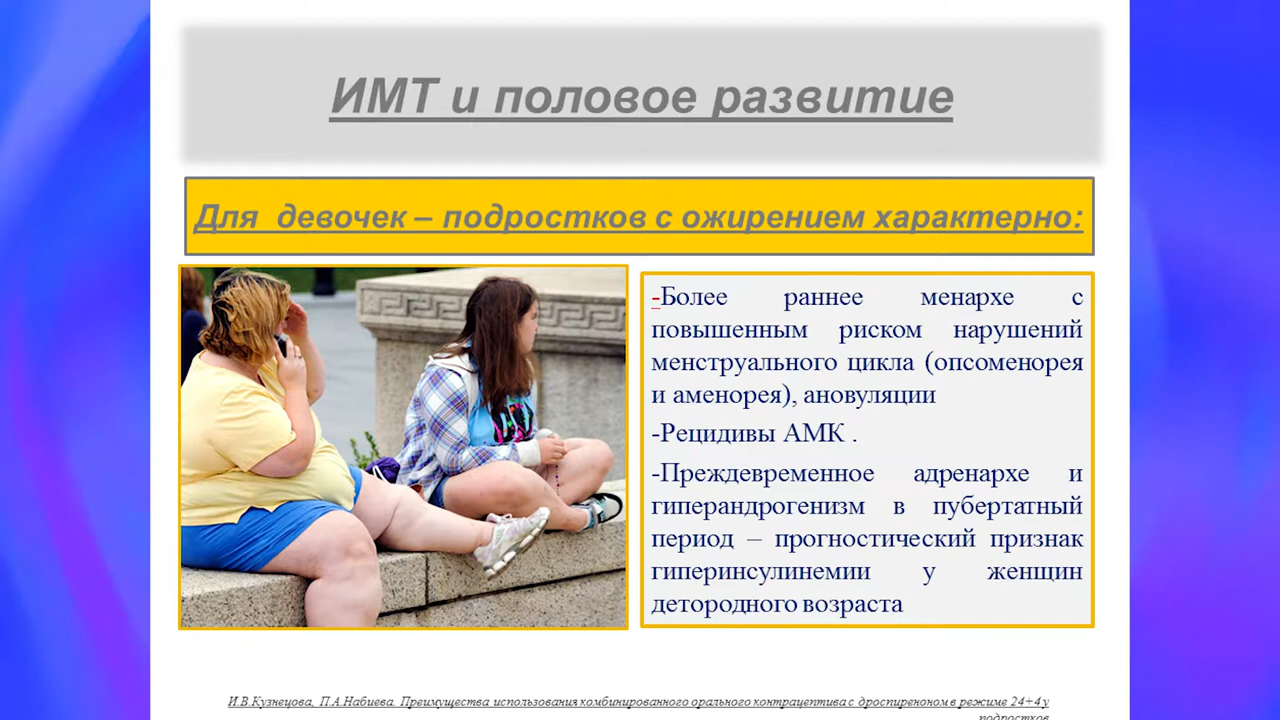 ИМТ и половое развитие
Для девочек – подростков с ожирением характерно:
-Более раннее менархе с
повышенным риском нарушений
менструального цикла (опсоменорея
и аменорея), ановуляции
-Рецидивы АМК .
-Преждевременное адренархе и
гиперандрогенизм в пубертатный
период – прогностический признак
гиперинсулинемии у женщин
детородного возраста
И.В.Кузнецова, П.А.Набиева. Преимущества использования комбинированного орального контрацептива с дроспиреноном в режиме 24+4 у
подростков